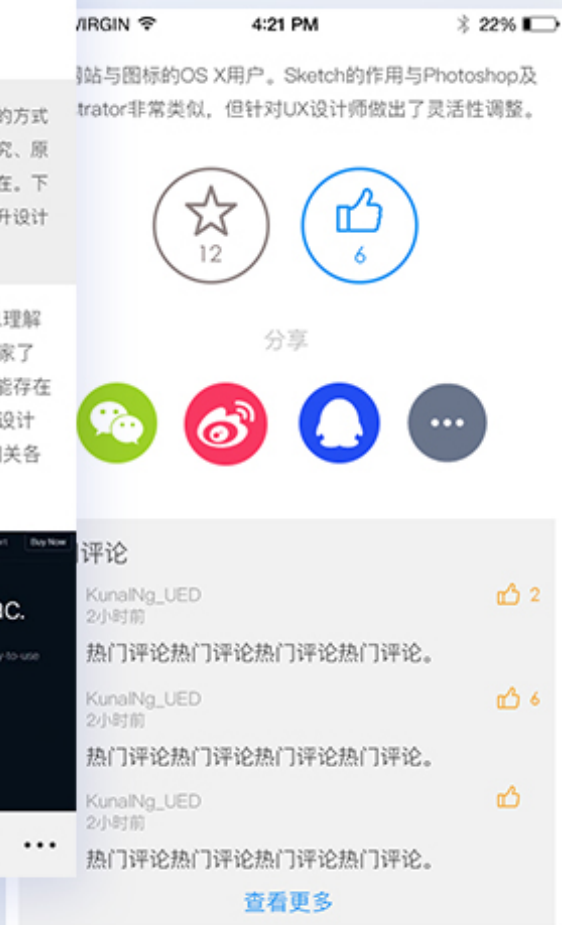 VIRGIN
4:21 PM
22%
网站与图标的OS X用户。Sketch的作用与Photoshop及
trator非常类似，但针对UX设计师做出了灵活性调整。
12
6
分享
评论
KunalNg_UED
2
2小时前
热门评论热门评论热门评论热门评论。
KunalNg_UED
6
2小时前
热门评论热门评论热门评论热门评论。
KunalNg_UED
2小时前
热门评论热门评论热门评论热门评论。
查看更多
的方式
究、原
在。下
升设计
理解
家了
能存在
设计
关各
Buy Now
ac.
y-to-use